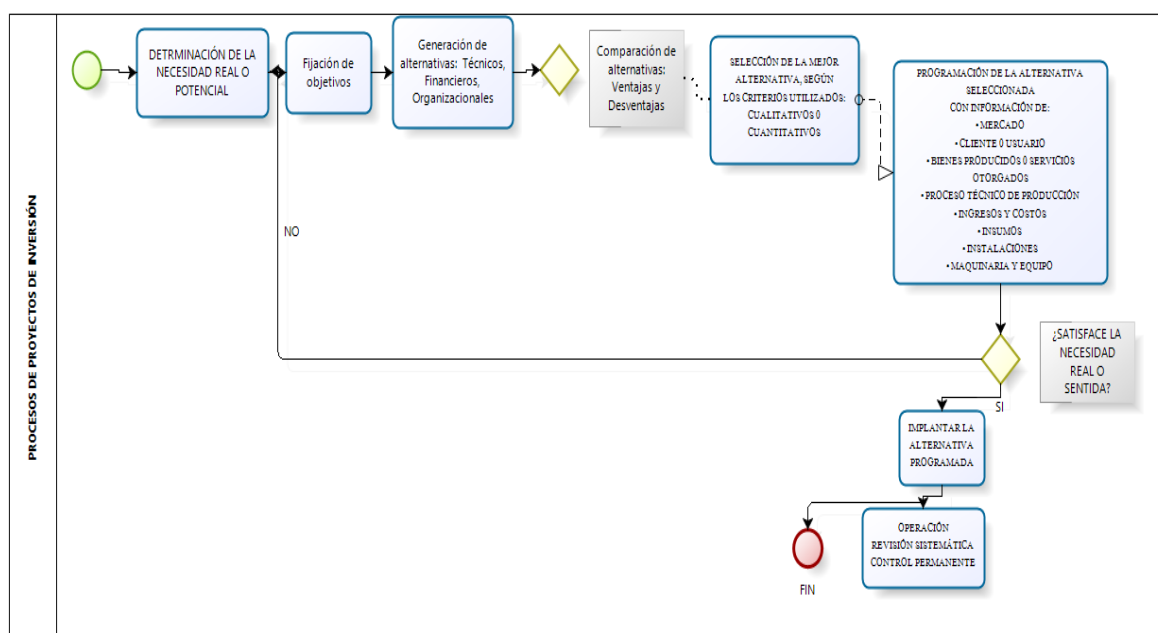 PROCESOS DE PROYECTOS DE INVERSIÓN
DETRMINACIÓN DE LA
NECESIDAD REAL O
POTENCIAL
Fijación de
objetivos
Generación de
alternativas: Técnicos,
Financieros,
Organizacionales
Comparación de
alternativas:
Ventajas y
Desventajas
SELECCIÓN DE LA MEJOR
ALTERNATIVA, SEGÚN
LOS CRITERIOS UTILIZADOS:
CUALITATIVOS O
CUANTITATIVOS
PROGRAMACIÓN DE LA ALTERNATIVA
SELECCIONADA
CON INFORMACIÓN DE:
• MERCADO
• CLIENTE O USUARIO
• BIENES PRODUCIDOS O SERVICIOS
OTORGADOS
• PROCESO TÉCNICO DE PRODUCCIÓN
• INGRESOS Y COSTOS
• INSUMOS
• INSTALACIONES
• MAQUINARIA Y EQUIPO
NO
¿SATISFACE LA
NECESIDAD
REAL O
SENTIDA?
SI
IMPLANTAR LA
ALTERNATIVA
PROGRAMADA
OPERACIÓN
REVISIÓN SISTEMÁTICA
CONTROL PERMANENTE
FIN